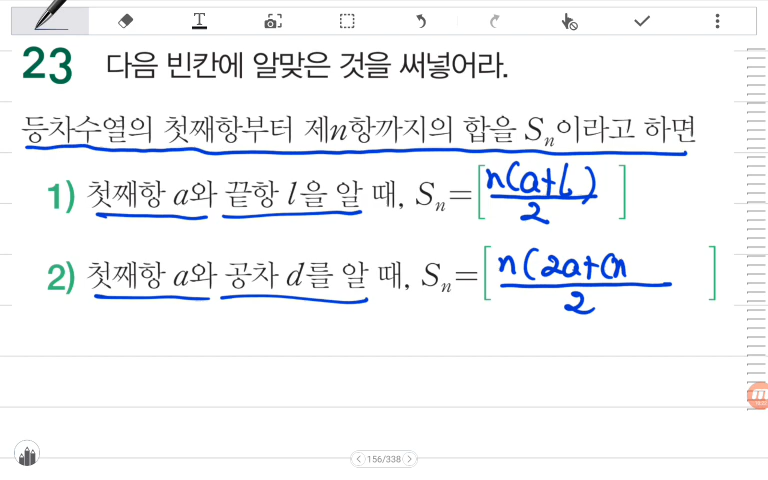 23 다음 빈칸에 알맞은 것을 써넣어라.
등차수열의 첫째항부터 제n항까지의 합을 Sₙ이라고 하면
1) 첫째항 a와 끝항 l을 알 때, Sₙ=[n(a+l)/2]
2) 첫째항 a와 공차 d를 알 때, Sₙ=[n(2a+(n/2]
156/338